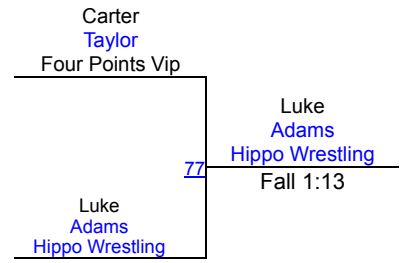 Carter
Taylor
Four Points Vip
Luke
Adams
Hippo Wrestling
77
Fall 1:13
Luke
Adams
Hippo Wrestling